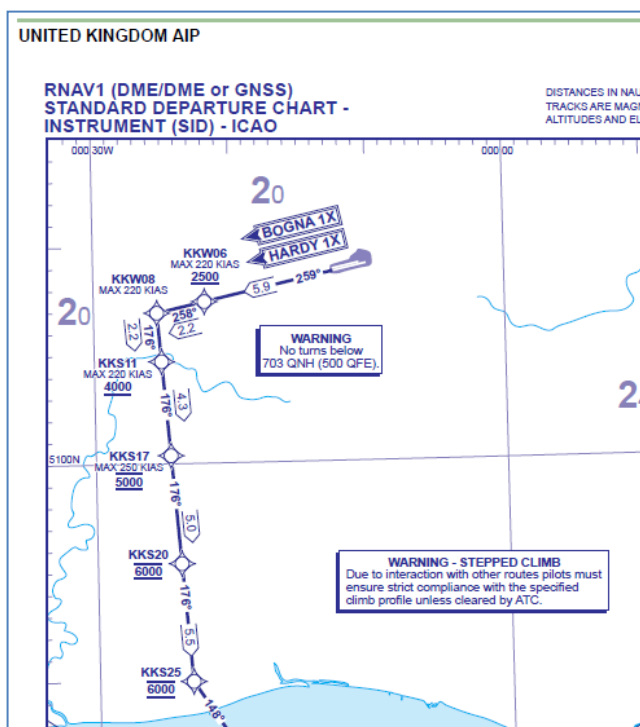 UNITED KINGDOM AIP
RNAV1 (DME/DME or GNSS)
STANDARD DEPARTURE CHART -
INSTRUMENT (SID) - ICAO
DISTANCES IN NAU
TRACKS ARE MAGN
ALTITUDES AND EL
000 30W
000 00
20
BOGNA 1X
HARDY 1X
KKW06
MAX 220 KIAS
2500
KKW08
MAX 220 KIAS
259°
5.9
20
258°
2.2
176°
2.2
WARNING
No turns below
703 QNH (500 QFE).
KKS11
MAX 220 KIAS
4000
4.3
176°
2
5100N
KKS17
MAX 250 KIAS
5000
176°
5.0
KKS20
6000
176°
WARNING - STEPPED CLIMB
Due to interaction with other routes pilots must
ensure strict compliance with the specified
climb profile unless cleared by ATC.
5.5
KKS25
6000
148°